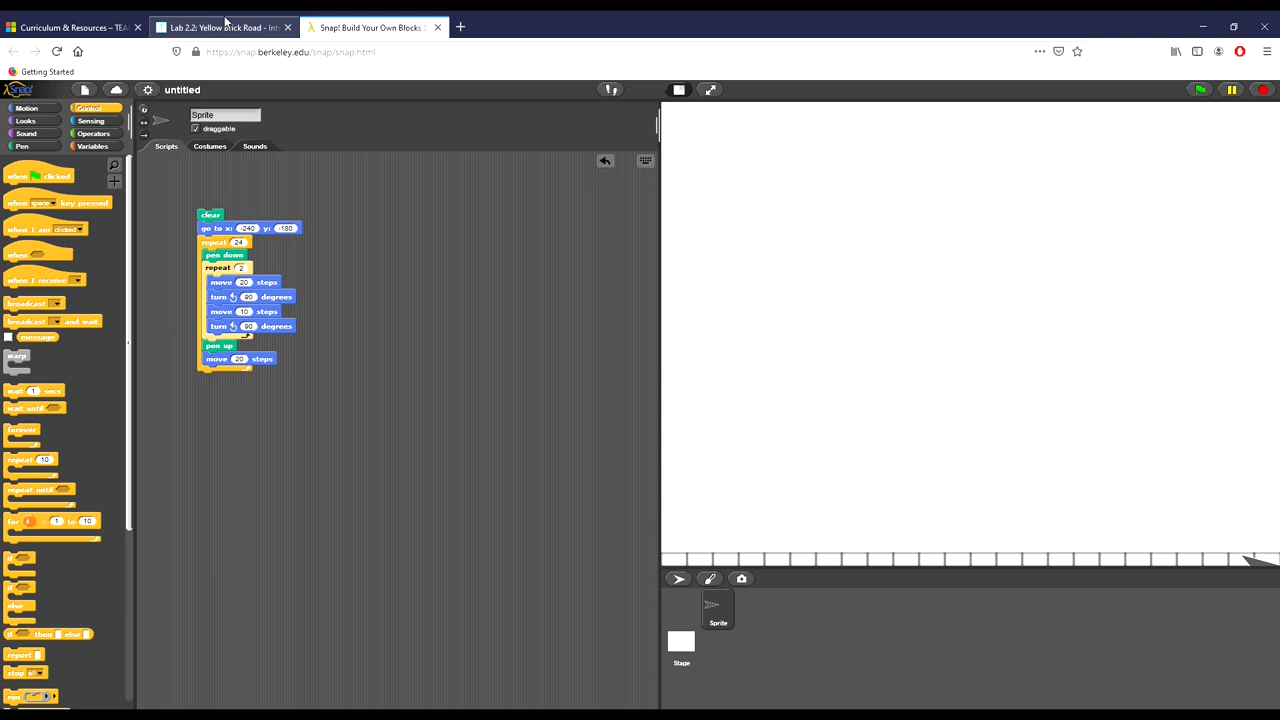 Curriculum & Resources – TEA
Lab 2.2: Yellow Brick Road - Int
Snap! Build Your Own Blocks
https://snap.berkeley.edu/snap/snap.html
Getting Started
Snap!
untitled
Motion
Control
Looks
Sensing
Sound
Operators
Pen
Variables
Sprite
draggable
Scripts
Costumes
Sounds
when clicked
when space key pressed
when I am clicked
when
when I receive
broadcast
broadcast and wait
message
warp
wait 1 secs
wait until
forever
repeat 10
repeat until
for i = 1 to 10
if
if
else
if then else
report
stop all
run
clear
go to x: -240 y: -180
repeat 24
pen down
repeat 2
move 20 steps
turn 90 degrees
move 10 steps
turn 90 degrees
pen up
move 20 steps
Sprite
Stage